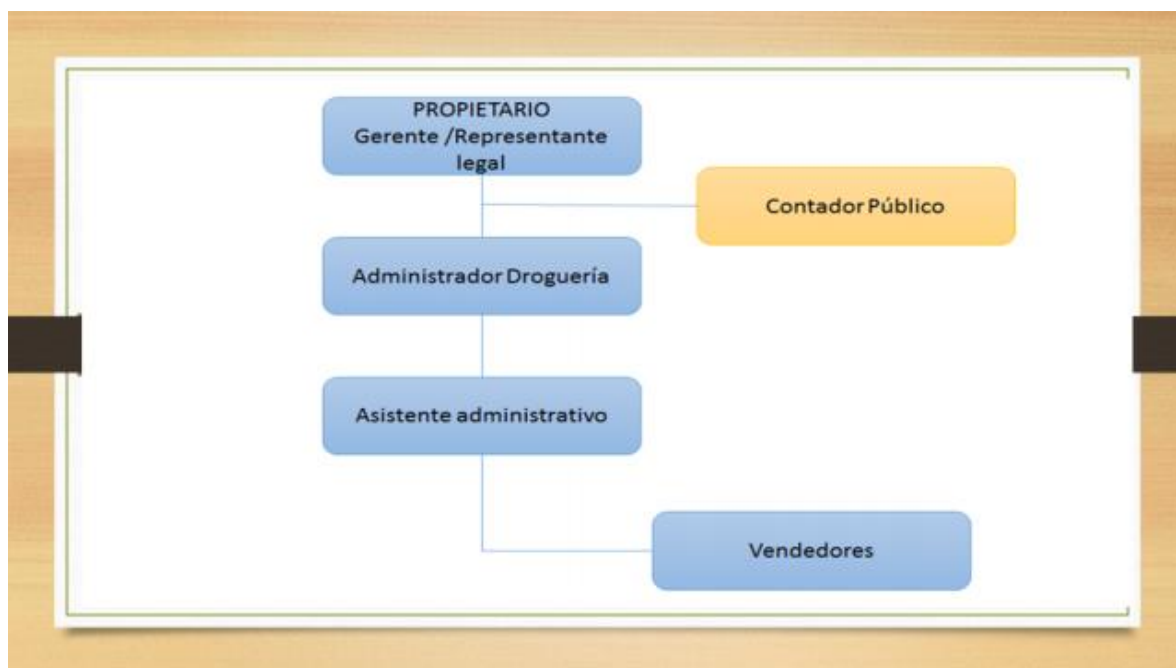 PROPIETARIO
Gerente /Representante
legal
Contador Público
Administrador Droguería
Asistente administrativo
Vendedores